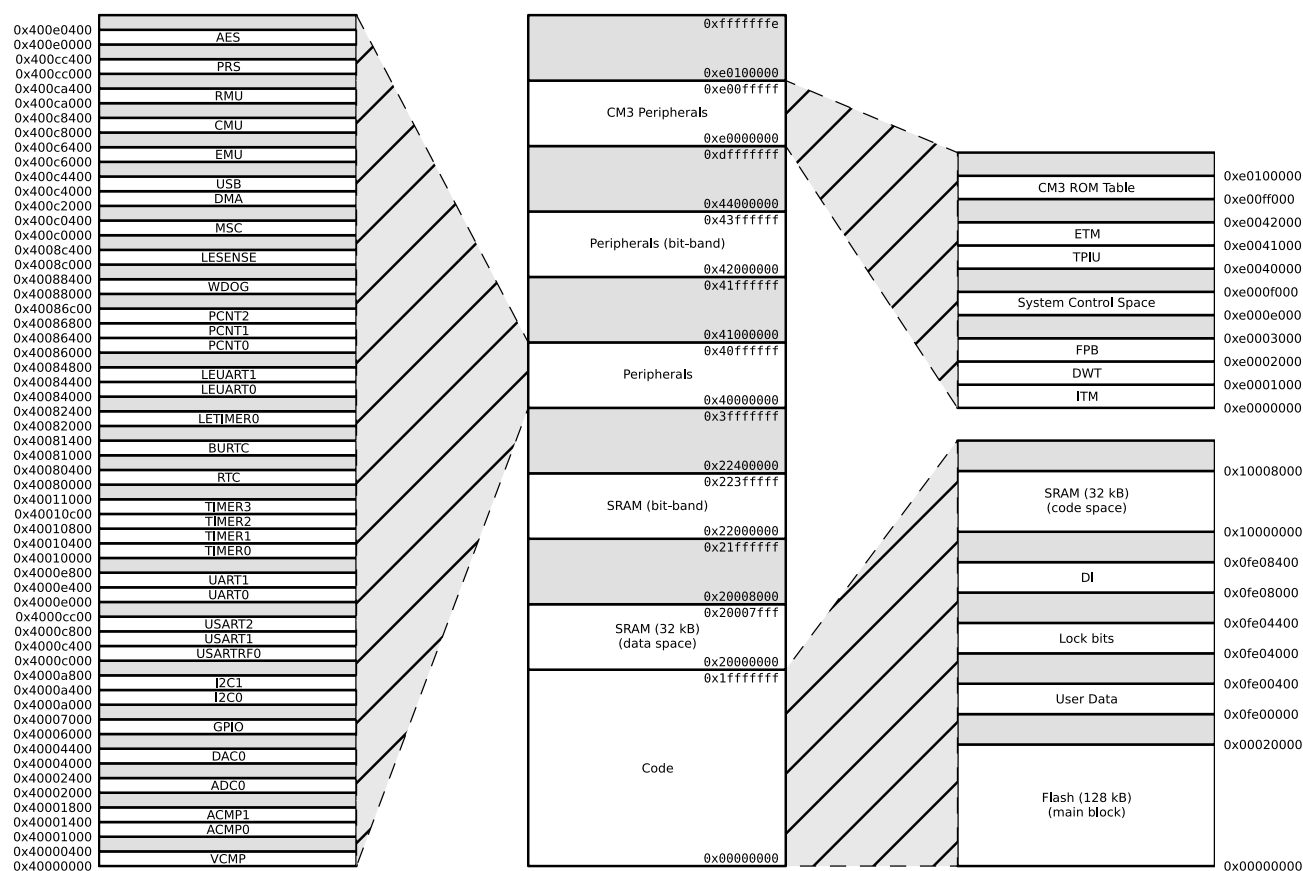 0x400e0400
AES
0x400e0000
0x400cc400
PRS
0x400cc000
0x400ca400
RMU
0x400ca000
0x400c8400
CMU
0x400c8000
0x400c6400
EMU
0x400c6000
0x400c4400
USB
0x400c4000
DMA
0x400c2000
0x400c0400
MSC
0x400c0000
0x4008c400
LESENSE
0x4008c000
0x40088400
WDOG
0x40088000
0x40086c00
PCNT2
0x40086800
PCNT1
0x40086400
PCNT0
0x40086000
0x40084800
LEUART1
0x40084400
LEUART0
0x40084000
0x40082400
LETIMER0
0x40082000
0x40081400
BURTC
0x40081000
0x40080400
RTC
0x40080000
0x40011000
TIMER3
0x40010c00
TIMER2
0x40010800
TIMER1
0x40010400
TIMER0
0x40010000
0x4000e800
UART1
0x4000e400
UART0
0x4000e000
0x4000cc00
USART2
0x4000c800
USART1
0x4000c400
USARTRF0
0x4000c000
0x4000a800
I2C1
0x4000a400
I2C0
0x4000a000
0x40007000
GPIO
0x40006000
0x40004400
DAC0
0x40004000
0x40002400
ADC0
0x40002000
0x40001800
ACMP1
0x40001400
ACMP0
0x40001000
0x40000400
VCMP
0x40000000
0xfffffffe
0xe0100000
0xe00fffff
CM3 Peripherals
0xe0000000
0xdfffffff
0x44000000
0x43ffffff
Peripherals (bit-band)
0x42000000
0x41ffffff
0x41000000
0x40ffffff
Peripherals
0x40000000
0x3fffffff
0x22400000
0x223fffff
SRAM (bit-band)
0x22000000
0x21ffffff
0x20008000
0x20007fff
SRAM (32 kB)
(data space)
0x20000000
0x1fffffff
Code
0x00000000
0xe0100000
CM3 ROM Table
0xe00ff000
0xe0042000
ETM
0xe0041000
TPIU
0xe0040000
0xe000f000
System Control Space
0xe000e000
0xe0003000
FPB
0xe0002000
DWT
0xe0001000
ITM
0xe0000000
0x10008000
SRAM (32 kB)
(code space)
0x10000000
0x0fe08400
DI
0x0fe08000
0x0fe04400
Lock bits
0x0fe04000
0x0fe00400
User Data
0x0fe00000
0x00020000
Flash (128 kB)
(main block)
0x00000000